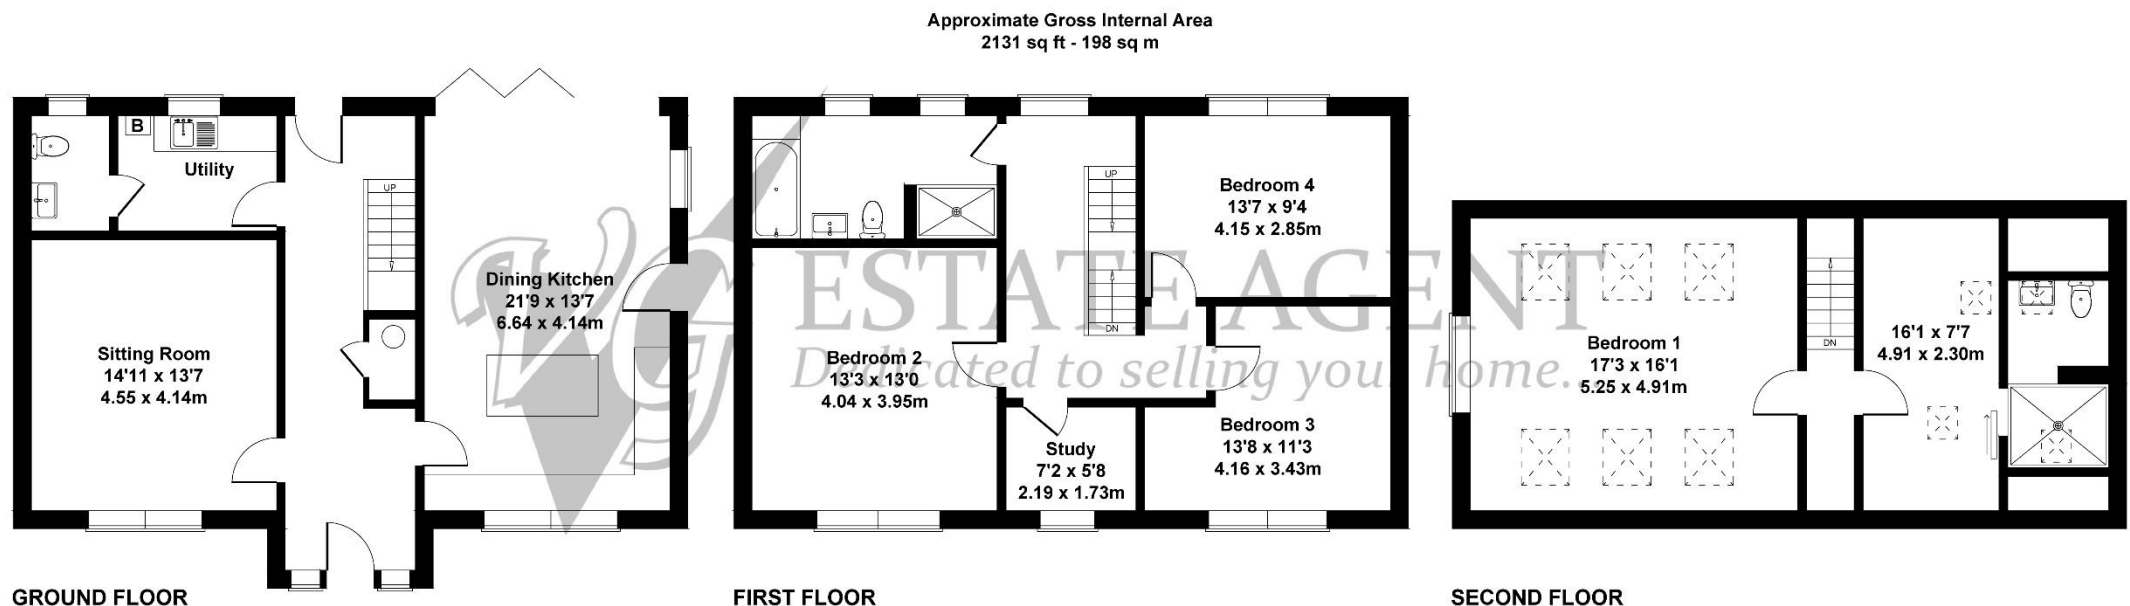 Approximate Gross Internal Area
2131 sq ft - 198 sq m
B
Utility
UP
Dining Kitchen
21'9 x 13'7
6.64 x 4.14m
Sitting Room
14'11 x 13'7
4.55 x 4.14m
GROUND FLOOR
VG ESTATE AGENT
Dedicated to selling your home..
UP
DN
Bedroom 4
13'7 x 9'4
4.15 x 2.85m
Bedroom 2
13'3 x 13'0
4.04 x 3.95m
Study
7'2 x 5'8
2.19 x 1.73m
Bedroom 3
13'8 x 11'3
4.16 x 3.43m
FIRST FLOOR
Bedroom 1
17'3 x 16'1
5.25 x 4.91m
DN
16'1 x 7'7
4.91 x 2.30m
SECOND FLOOR